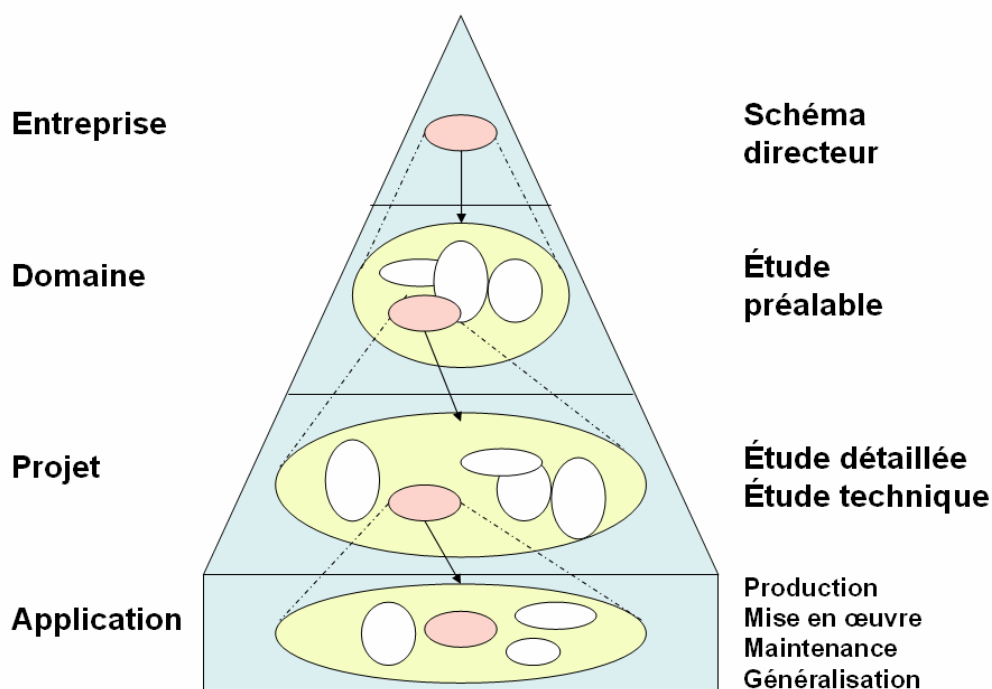 Entreprise
Schéma
directeur
Domaine
Étude
préalable
Projet
Étude détaillée
Étude technique
Application
Production
Mise en œuvre
Maintenance
Généralisation